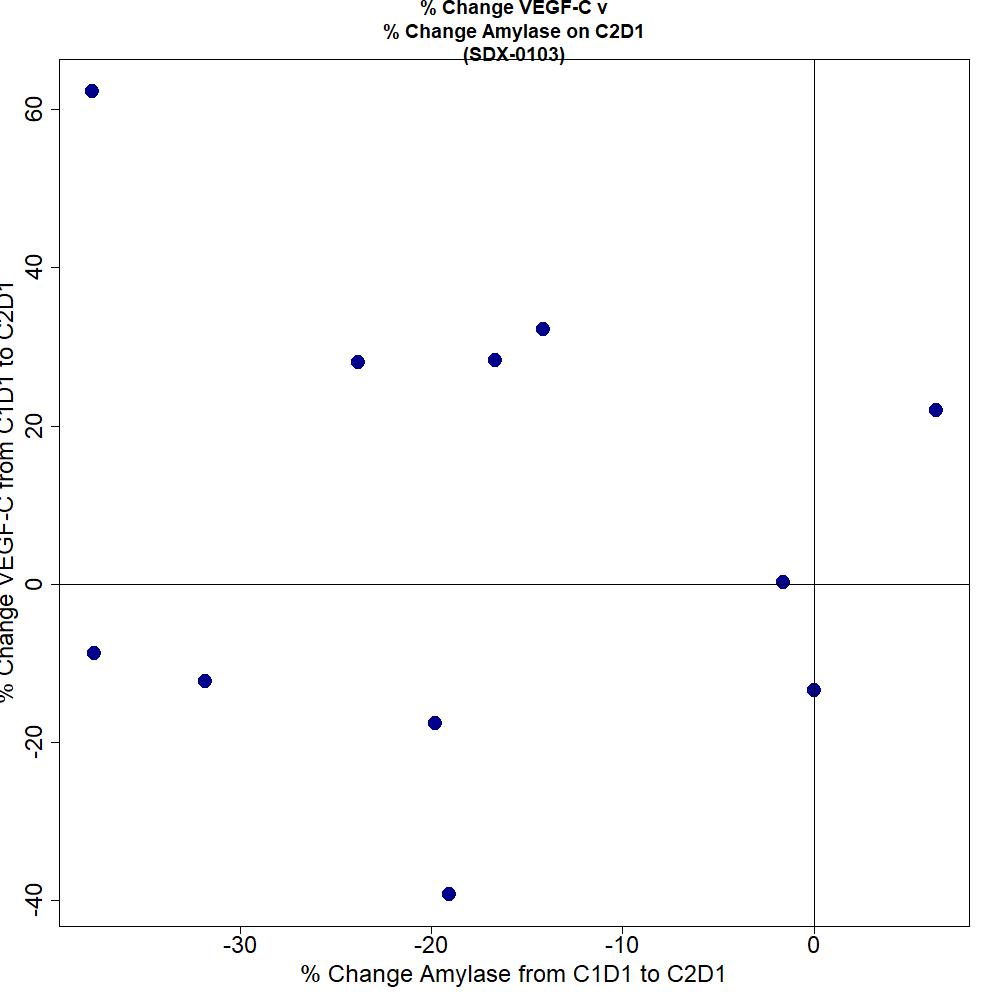 % Change VEGF-C v
% Change Amylase on C2D1
(SDX-0103)
% Change VEGF-C from C1D1 to C2D1
60
40
20
0
-20
-40
-30
-20
-10
0
% Change Amylase from C1D1 to C2D1